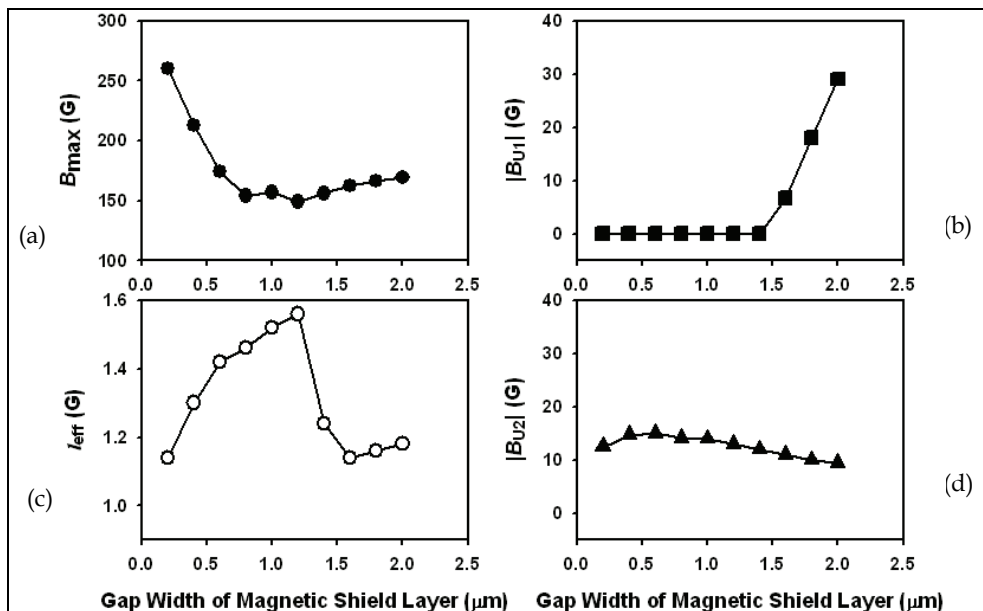 300
250
200
150
100
Bmax (G)
(a)
0.0 0.5 1.0 1.5 2.0 2.5
40
30
20
10
0
|BU1| (G)
(b)
0.0 0.5 1.0 1.5 2.0 2.5
1.6
1.4
1.2
1.0
leff (G)
(c)
0.0 0.5 1.0 1.5 2.0 2.5
Gap Width of Magnetic Shield Layer (μm)
40
30
20
10
0
|BU2| (G)
(d)
0.0 0.5 1.0 1.5 2.0 2.5
Gap Width of Magnetic Shield Layer (μm)